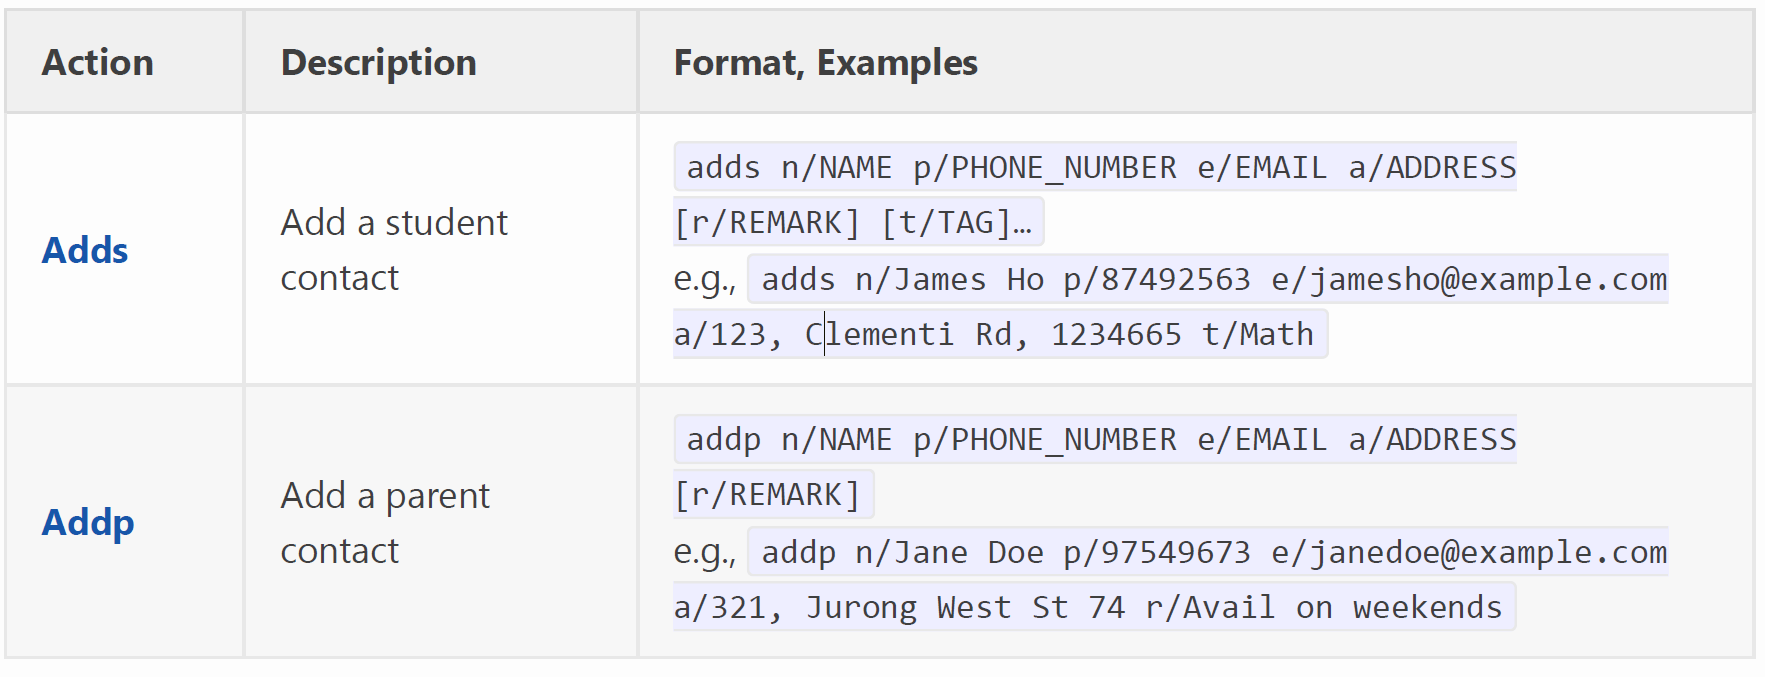 Action Description Format, Examples
Adds
Add a student
contact
adds n/NAME p/PHONE_NUMBER e/EMAIL a/ADDRESS
[r/REMARK] [t/TAG]…
e.g., adds n/James Ho p/87492563 e/jamesho@example.com
a/123, Clementi Rd, 1234665 t/Math
Addp
Add a parent
contact
addp n/NAME p/PHONE_NUMBER e/EMAIL a/ADDRESS
[r/REMARK]
e.g., addp n/Jane Doe p/97549673 e/janedoe@example.com
a/321, Jurong West St 74 r/Avail on weekends